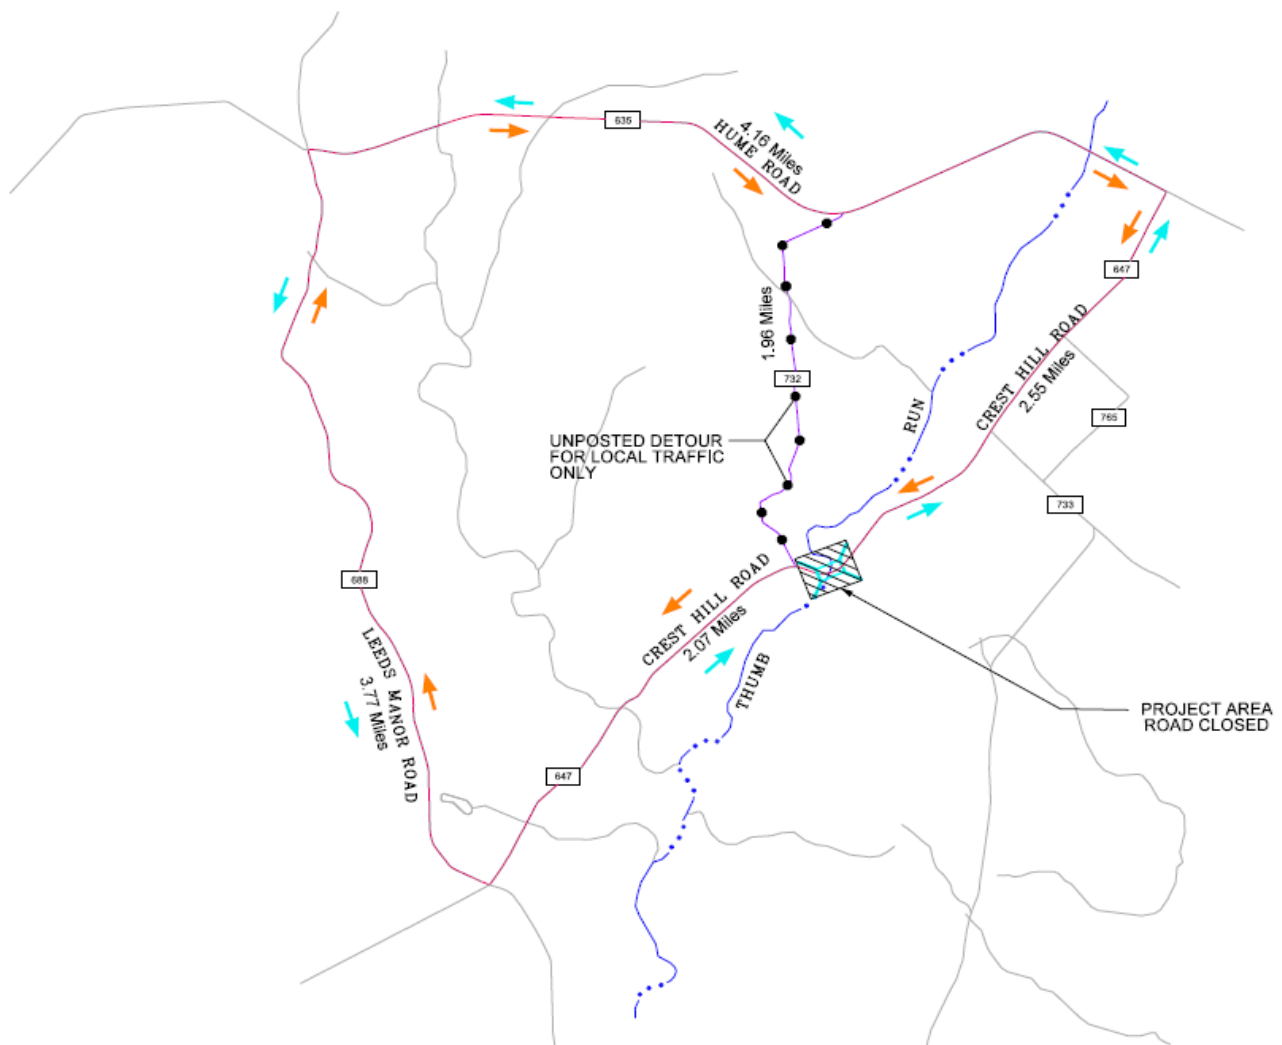 635
4.16 Miles
HUME ROAD
647
1.96 Miles
732
CREST HILL ROAD
2.55 Miles
RUN
765
UNPOSTED DETOUR
FOR LOCAL TRAFFIC
ONLY
733
688
CREST HILL ROAD
2.07 Miles
LEEDS MANOR ROAD
3.77 Miles
THUMB
PROJECT AREA
ROAD CLOSED
647